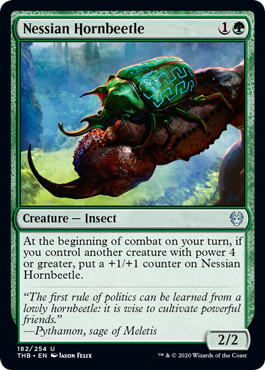 Nessian Hornbeetle 1
Creature — Insect
At the beginning of combat on your turn, if
you control another creature with power 4
or greater, put a +1/+1 counter on Nessian
Hornbeetle.
“The first rule of politics can be learned from a
lowly hornbeetle: it is wise to cultivate powerful
friends.”
—Pythamon, sage of Meletis
2/2
182/254 U
THB • EN Jason Felix ™ & © 2020 Wizards of the Coast